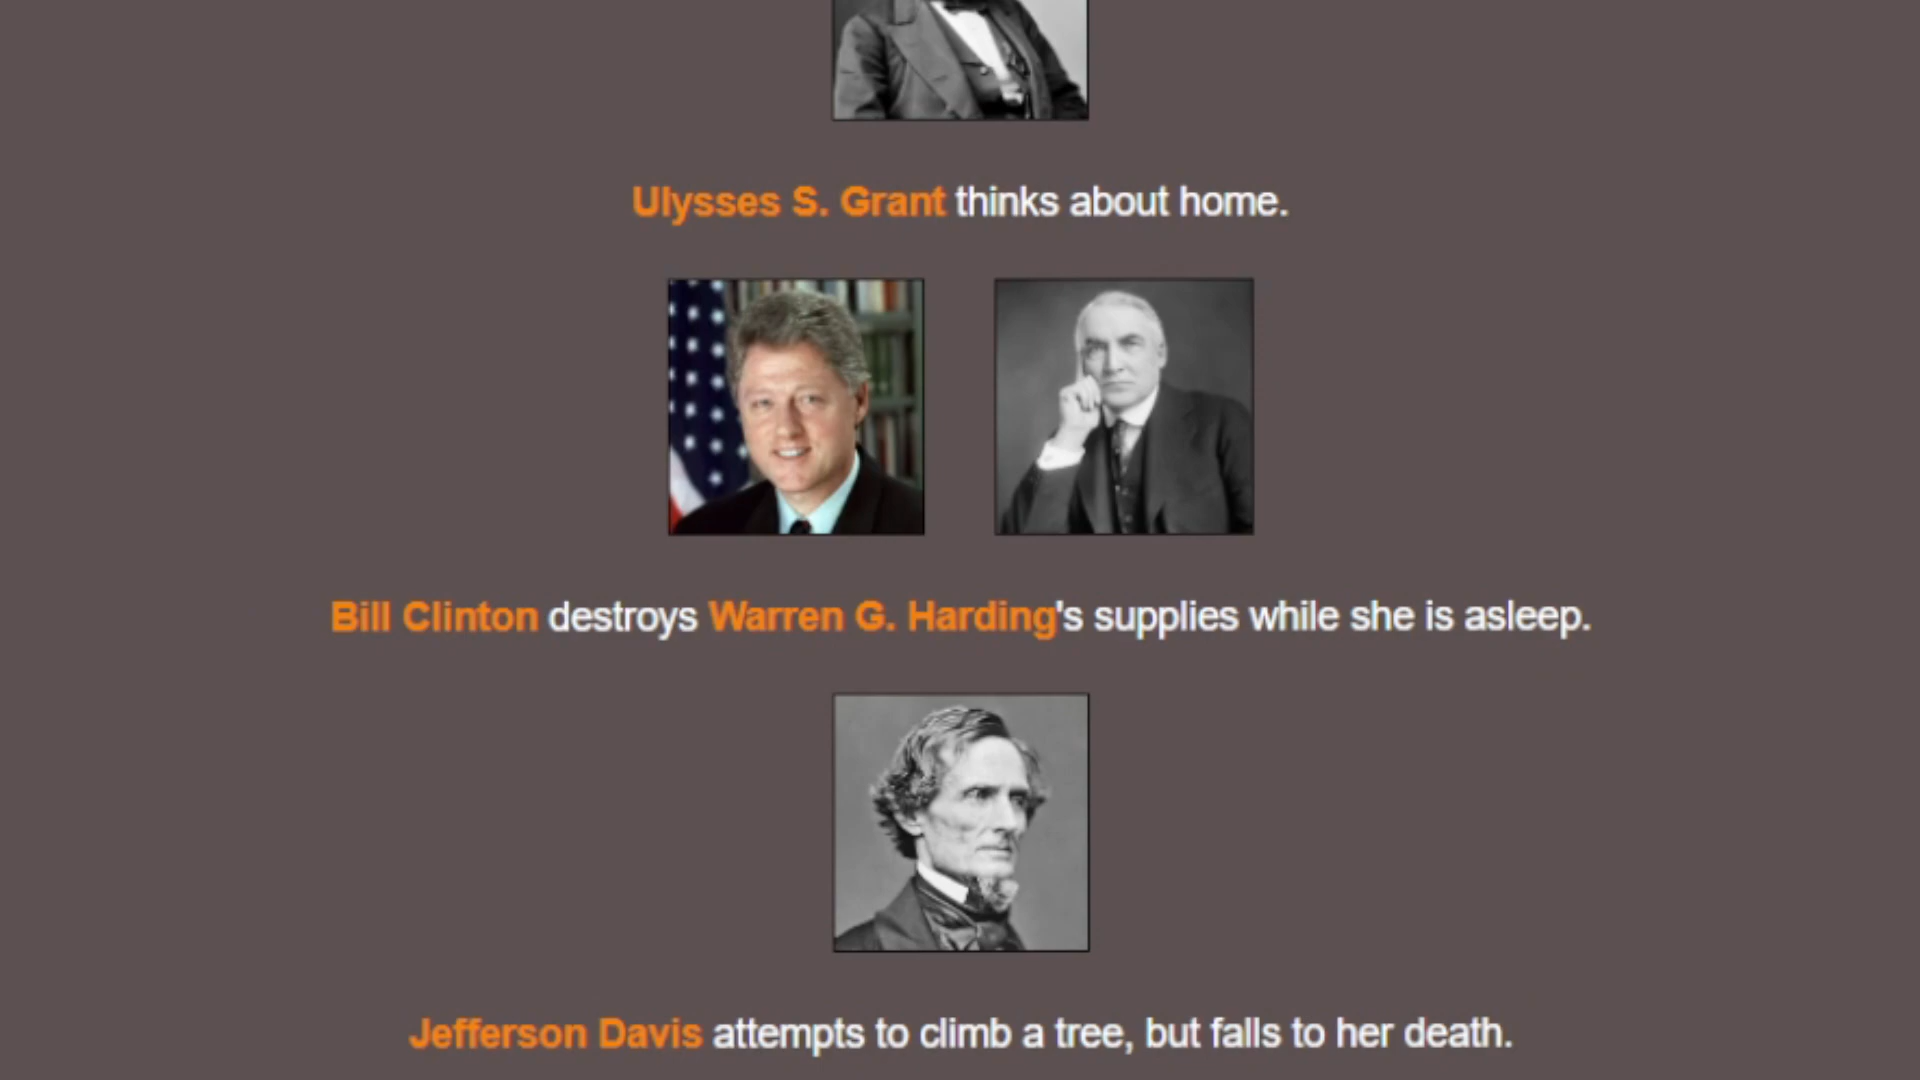 Ulysses S. Grant thinks about home.
Bill Clinton destroys Warren G. Harding's supplies while she is asleep.
Jefferson Davis attempts to climb a tree, but falls to her death.